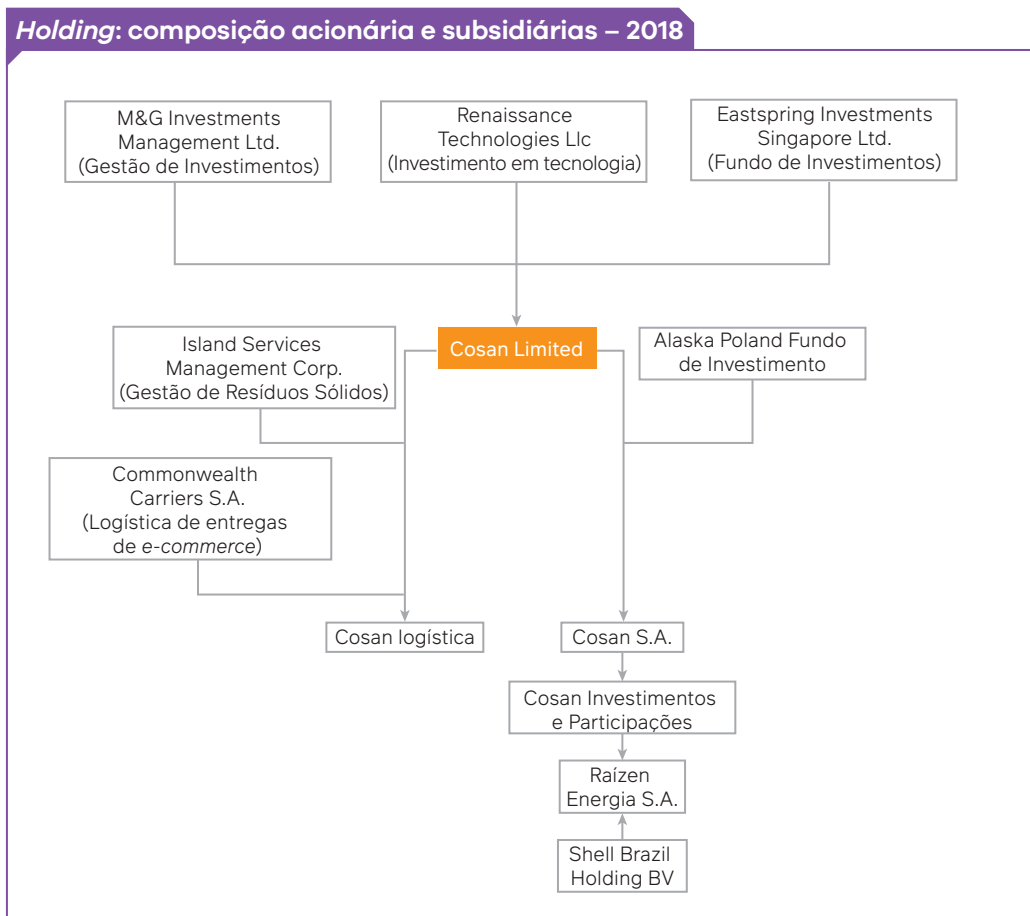 Holding: composição acionária e subsidiárias – 2018
M&G Investments
Management Ltd.
(Gestão de Investimentos)
Renaissance
Technologies Llc
(Investimento em tecnologia)
Eastspring Investments
Singapore Ltd.
(Fundo de Investimentos)
Cosan Limited
Island Services
Management Corp.
(Gestão de Resíduos Sólidos)
Alaska Poland Fundo
de Investimento
Commonwealth
Carriers S.A.
(Logística de entregas
de e-commerce)
Cosan logística
Cosan S.A.
Cosan Investimentos
e Participações
Raízen
Energia S.A.
Shell Brazil
Holding BV